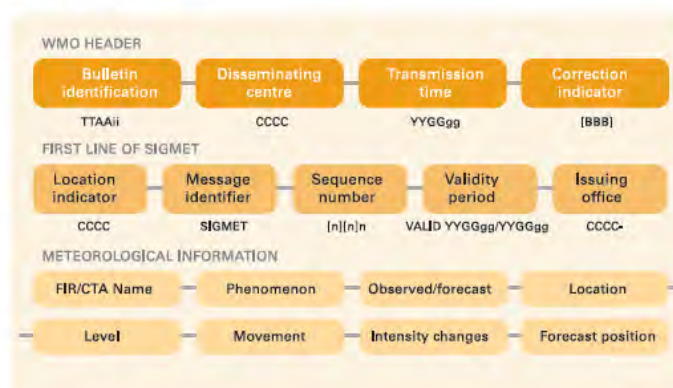 WMO HEADER
Bulletin identification
Disseminating centre
Transmission time
Correction indicator
TTAAii
CCCC
YYGGgg
[BBB]
FIRST LINE OF SIGMET
Location indicator
Message identifier
Sequence number
Validity period
Issuing office
CCCC
SIGMET
[n][n]n
VALID YYGGgg/YYGGgg
CCCC-
METEOROLOGICAL INFORMATION
FIR/CTA Name
Phenomenon
Observed/forecast
Location
Level
Movement
Intensity changes
Forecast position